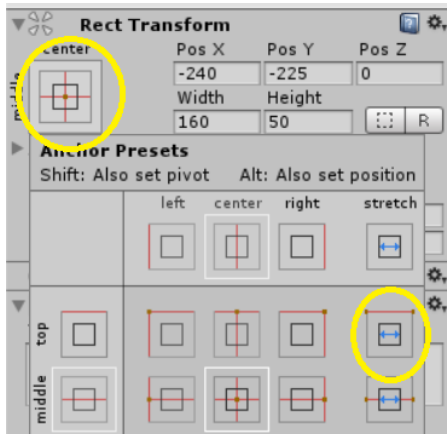 Rect Transform
center
Pos X Pos Y Pos Z
middle
-240 -225 0
Width Height
160 50 R
Anchor Presets
Shift: Also set pivot Alt: Also set position
left center right stretch
top
middle